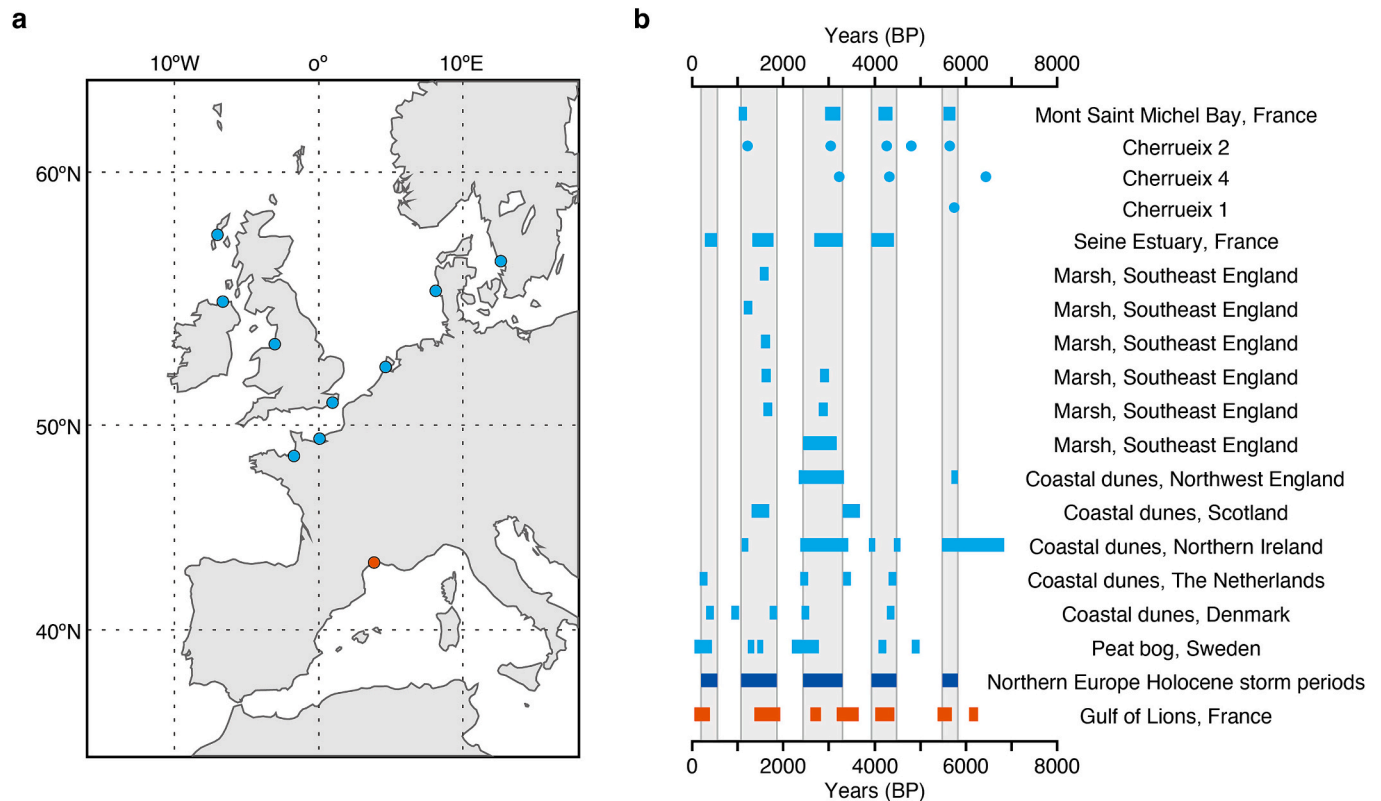 a
b
10ºW 0º 10ºE
60ºN
50ºN
40ºN
Years (BP)
0 2000 4000 6000 8000
Mont Saint Michel Bay, France
Cherrueix 2
Cherrueix 4
Cherrueix 1
Seine Estuary, France
Marsh, Southeast England
Marsh, Southeast England
Marsh, Southeast England
Marsh, Southeast England
Marsh, Southeast England
Marsh, Southeast England
Coastal dunes, Northwest England
Coastal dunes, Scotland
Coastal dunes, Northern Ireland
Coastal dunes, The Netherlands
Coastal dunes, Denmark
Peat bog, Sweden
Northern Europe Holocene storm periods
Gulf of Lions, France
0 2000 4000 6000 8000
Years (BP)